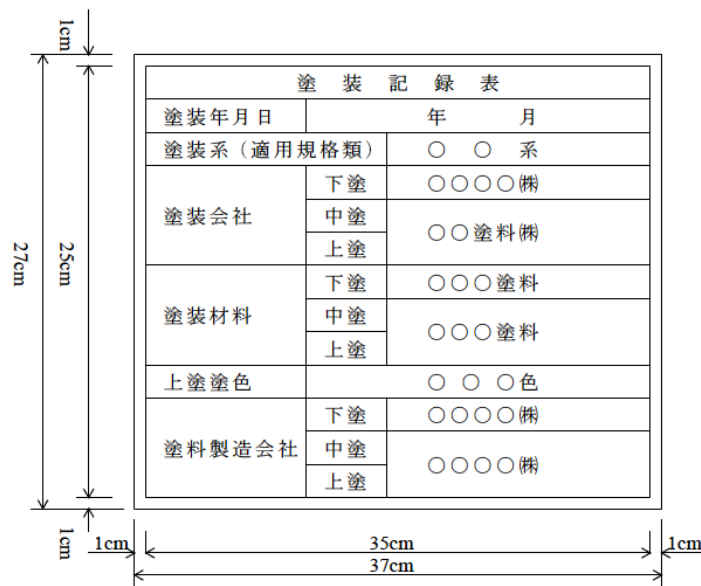 1cm
塗装記録表
塗装年月日 年 月
塗装系(適用規格類) ○ ○ 系
塗装会社 下塗 ○○○○㈱
中塗 ○○塗料㈱
上塗
塗装材料 下塗 ○○○塗料
中塗 ○○○塗料
上塗
上塗塗色 ○ ○ ○色
塗料製造会社 下塗 ○○○○㈱
中塗 ○○○○㈱
上塗
27cm
25cm
1cm
1cm 35cm 1cm
37cm